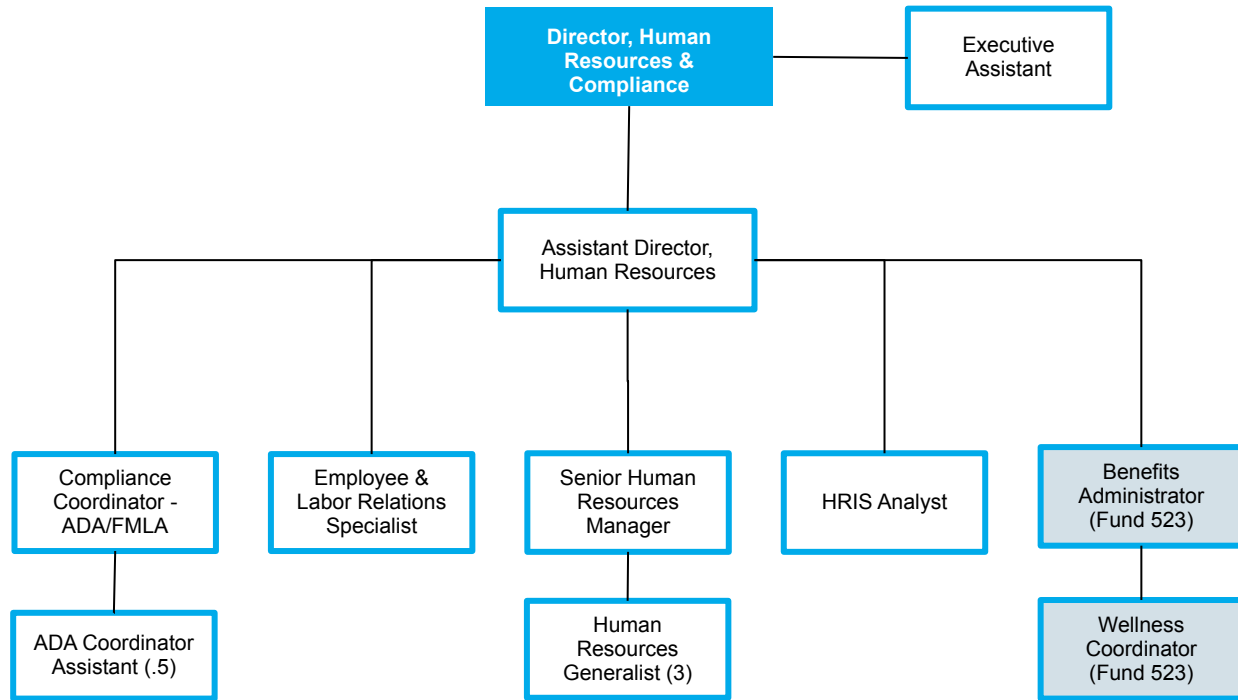 Director, Human
Resources &
Compliance
Executive
Assistant
Assistant Director,
Human Resources
Compliance
Coordinator -
ADA/FMLA
Employee &
Labor Relations
Specialist
Senior Human
Resources
Manager
HRIS Analyst
Benefits
Administrator
(Fund 523)
ADA Coordinator
Assistant (.5)
Human
Resources
Generalist (3)
Wellness
Coordinator
(Fund 523)